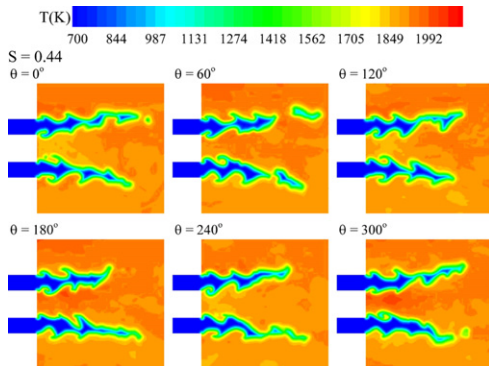 T(K)
700 844 987 1131 1274 1418 1562 1705 1849 1992
S = 0.44
θ = 0° θ = 60° θ = 120°
θ = 180° θ = 240° θ = 300°